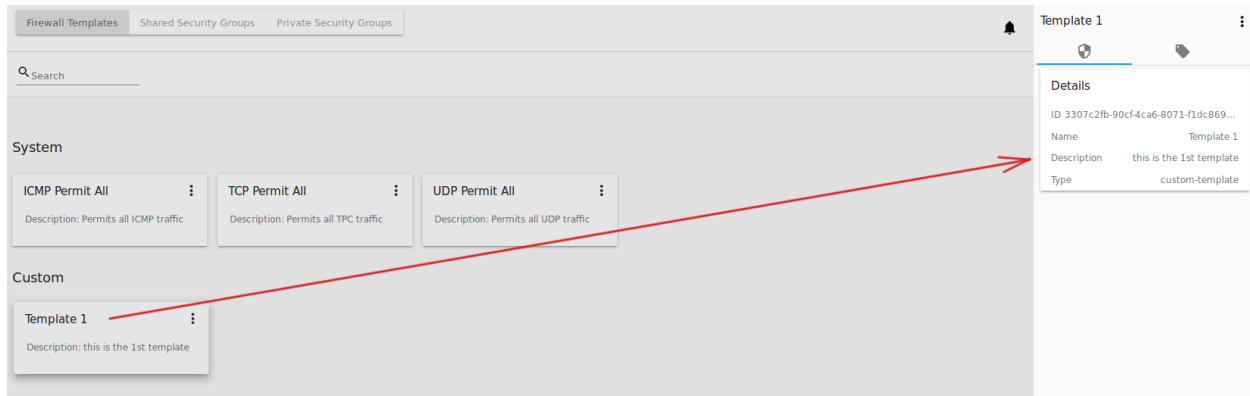 Firewall Templates Shared Security Groups Private Security Groups
Search
System
ICMP Permit All
Description: Permits all ICMP traffic
TCP Permit All
Description: Permits all TPC traffic
UDP Permit All
Description: Permits all UDP traffic
Custom
Template 1
Description: this is the 1st template
Template 1
Details
ID 3307c2fb-90cf-4ca6-8071-f1dc869...
Name Template 1
Description this is the 1st template
Type custom-template